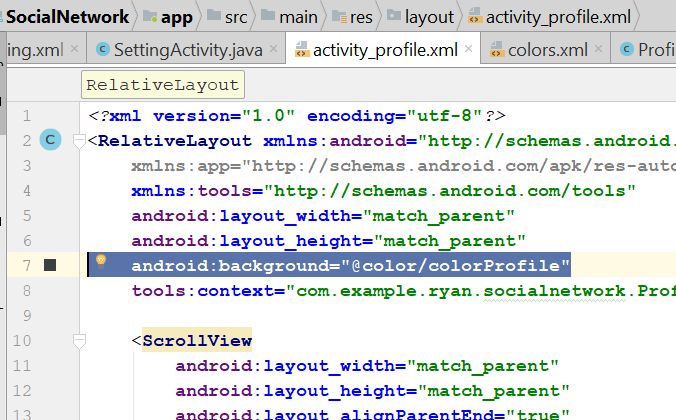 SocialNetwork app src main res layout activity_profile.xml
ing.xml SettingActivity.java activity_profile.xml colors.xml Profi
RelativeLayout
1 <?xml version="1.0" encoding="utf-8"?>
2 C <RelativeLayout xmlns:android="http://schemas.android.
3 xmlns:app="http://schemas.android.com/apk/res-auto
4 xmlns:tools="http://schemas.android.com/tools"
5 android:layout_width="match_parent"
6 android:layout_height="match_parent"
7 android:background="@color/colorProfile"
8 tools:context="com.example.ryan.socialnetwork.Prof
9
10 <ScrollView
11 android:layout_width="match_parent"
12 android:layout_height="match_parent"
13 android:layout_alignParentEnd="true"